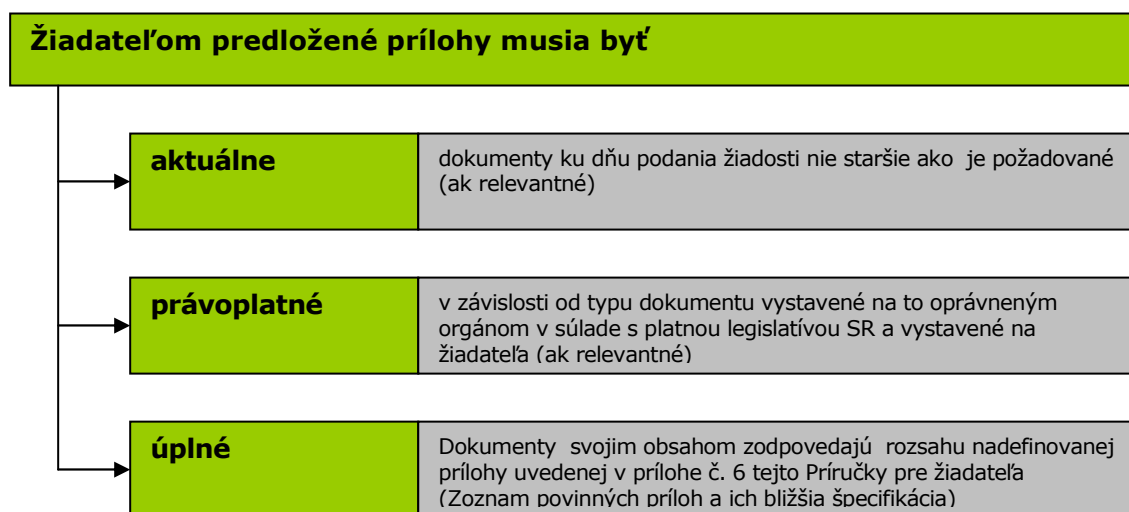 Žiadateľom predložené prílohy musia byť
aktuálne
dokumenty ku dňu podania žiadosti nie staršie ako je požadované
(ak relevantné)
právoplatné
v závislosti od typu dokumentu vystavené na to oprávneným
orgánom v súlade s platnou legislatívou SR a vystavené na
žiadateľa (ak relevantné)
úplné
Dokumenty svojim obsahom zodpovedajú rozsahu nadefinovanej
prílohy uvedenej v prílohe č. 6 tejto Príručky pre žiadateľa
(Zoznam povinných príloh a ich bližšia špecifikácia)